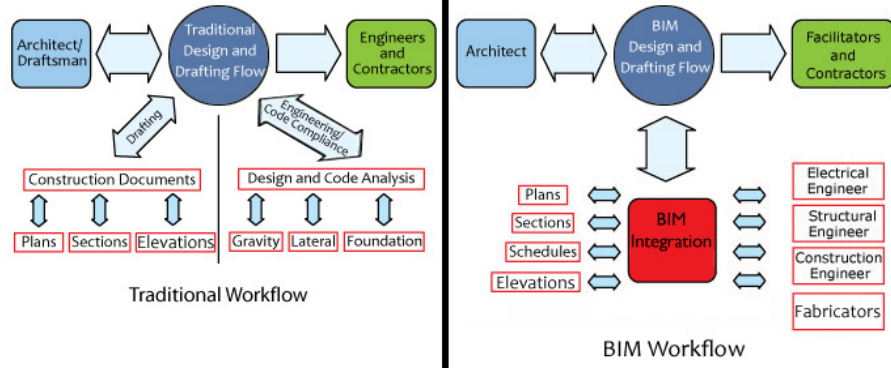 Architect/
Draftsman
Traditional
Design and
Drafting Flow
Engineers
and
Contractors
Drafting
Engineering/
Code Compliance
Construction Documents
Design and Code Analysis
Plans
Sections
Elevations
Gravity
Lateral
Foundation
Traditional Workflow
Architect
BIM
Design and
Drafting Flow
Facilitators
and
Contractors
Plans
Sections
Schedules
Elevations
BIM
Integration
Electrical
Engineer
Structural
Engineer
Construction
Engineer
Fabricators
BIM Workflow